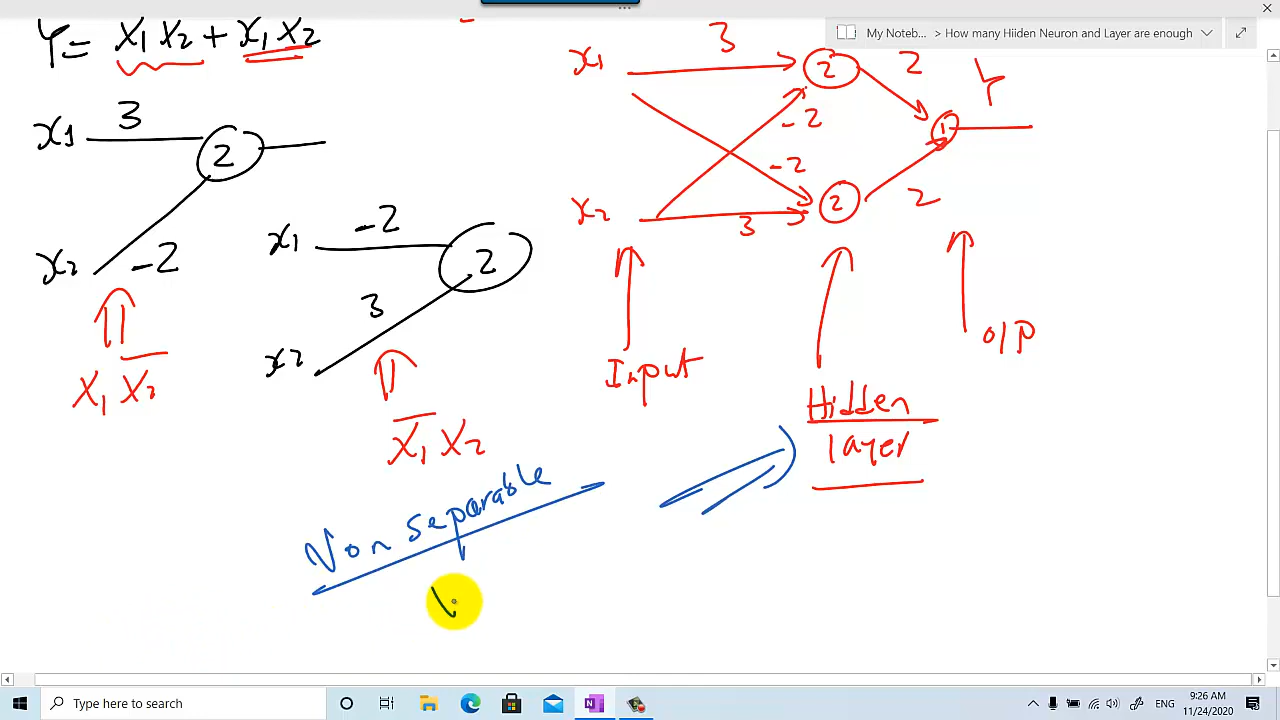 My Noteb... > How many Hiiden Neuron and Layer are enough
Y = X1 X2 + X1 X2
x1 3 2
x2 -2
X1 X̅2
x1 -2 2
x2 3
X̅1 X2
x1 3 2 2 Y
-2 1
-2
x2 3 2 2
Input
Hidden
layer
O/P
Non separable
Type here to search
ENG
9:26 AM
11/24/2020